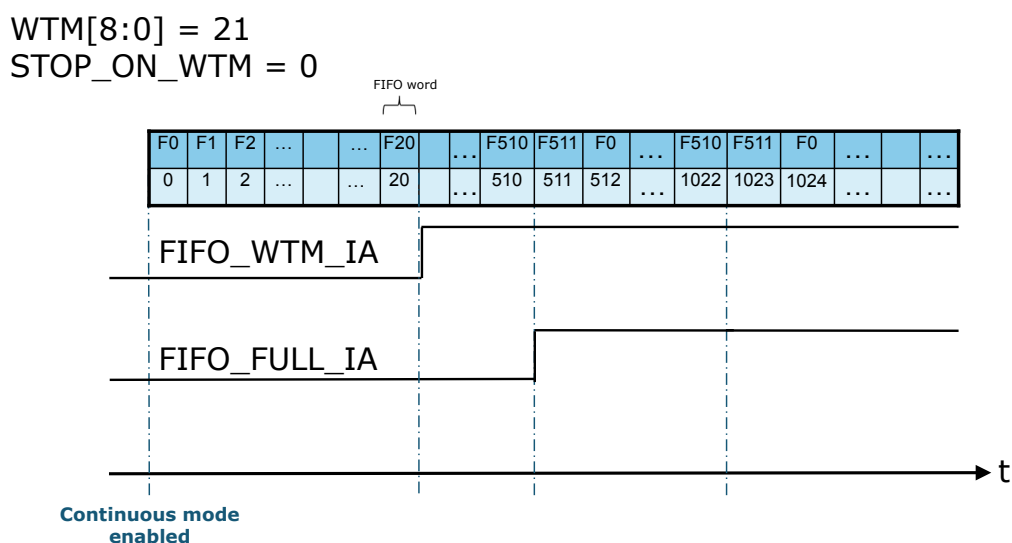 WTM[8:0] = 21
STOP_ON_WTM = 0
FIFO word
F0 F1 F2 ... ... F20 ... F510 F511 F0 ... F510 F511 F0 ... ...
0 1 2 ... ... 20 ... 510 511 512 ... 1022 1023 1024 ... ...
FIFO_WTM_IA
FIFO_FULL_IA
t
Continuous mode
enabled